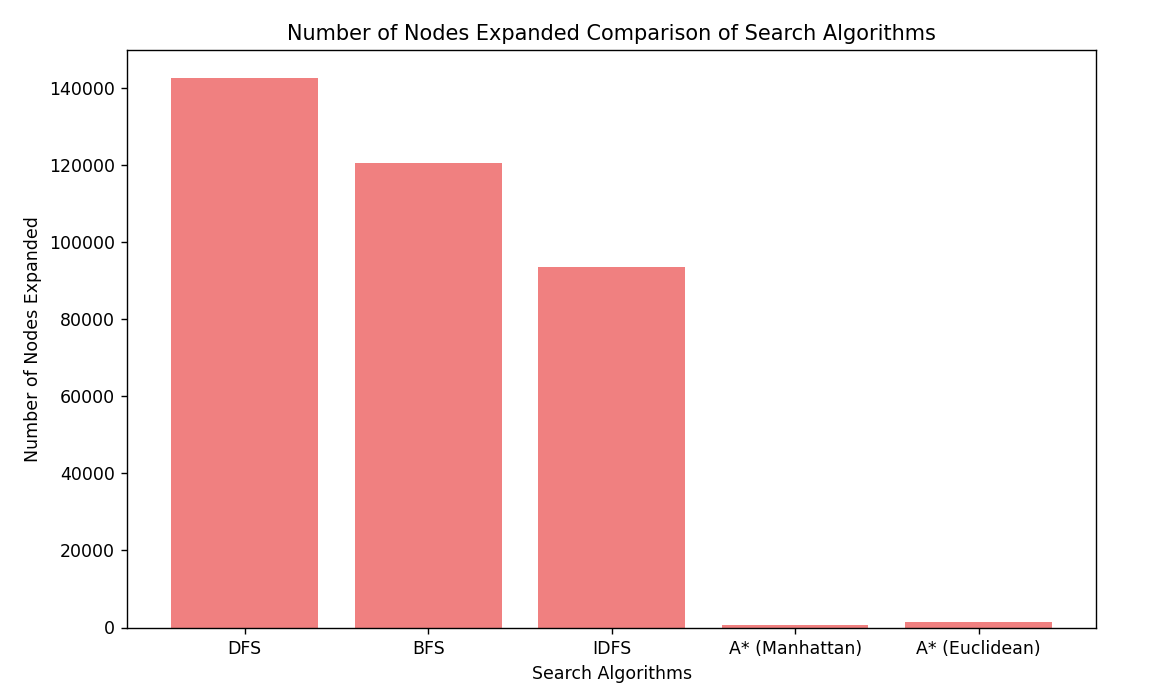 Number of Nodes Expanded Comparison of Search Algorithms
Number of Nodes Expanded
140000
120000
100000
80000
60000
40000
20000
0
DFS
BFS
IDFS
A* (Manhattan)
A* (Euclidean)
Search Algorithms